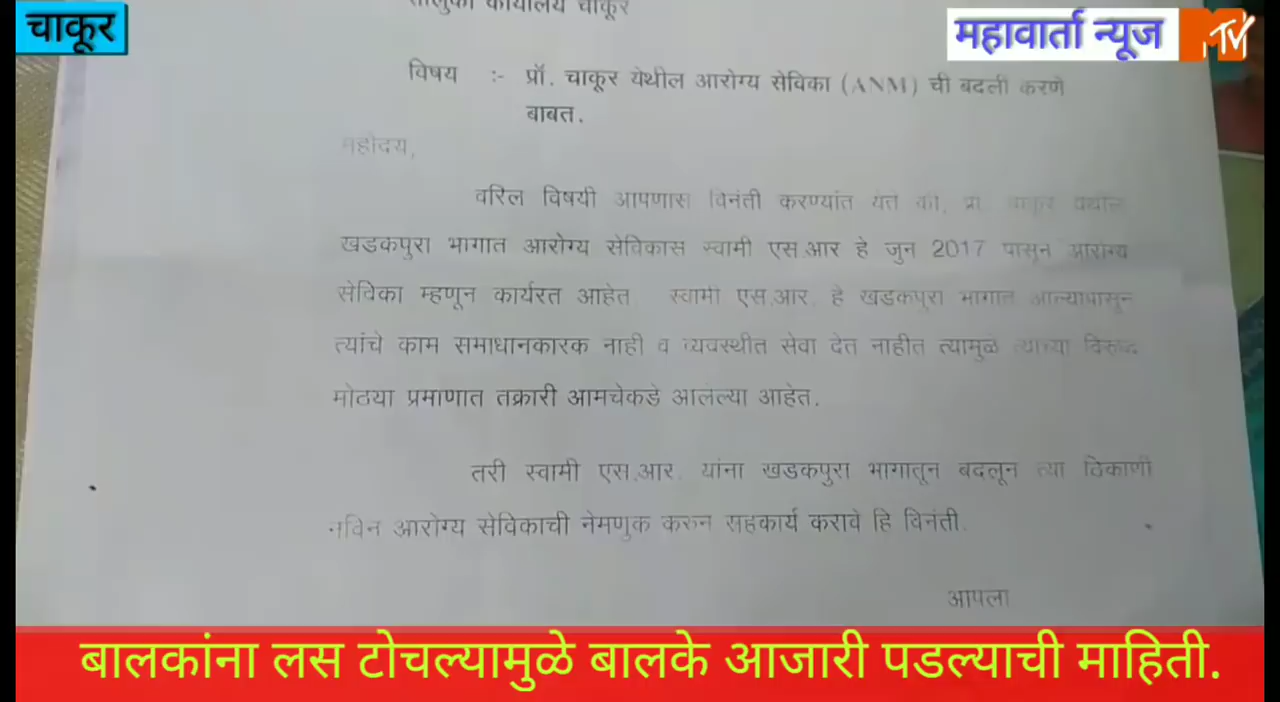 चाकूर
महावार्ता न्यूज
MTV
तालुका कार्यालय चाकूर
विषय :- प्रॉ. चाकूर येथील आरोग्य सेविका (ANM) ची बदली करणे
बाबत.
महोदय,
वरिल विषयी आपणास विनंती करण्यांत येते की, प्रा. चाकूर येथील
खडकपुरा भागात आरोग्य सेविकास स्वामी एस.आर हे जुन 2017 पासून आरोग्य
सेविका म्हणून कार्यरत आहेत. स्वामी एस.आर. हे खडकपुरा भागात आल्यापासून
त्यांचे काम समाधानकारक नाही व व्यवस्थीत सेवा देत नाहीत त्यामुळे त्यांच्या विरुध्द
मोठया प्रमाणात तक्रारी आमचेकडे आलेल्या आहेत.
तरी स्वामी एस.आर. यांना खडकपुरा भागातून बदलून त्या ठिकाणी
नविन आरोग्य सेविकाची नेमणुक करुन सहकार्य करावे हि विनंती.
आपला
बालकांना लस टोचल्यामुळे बालके आजारी पडल्याची माहिती.